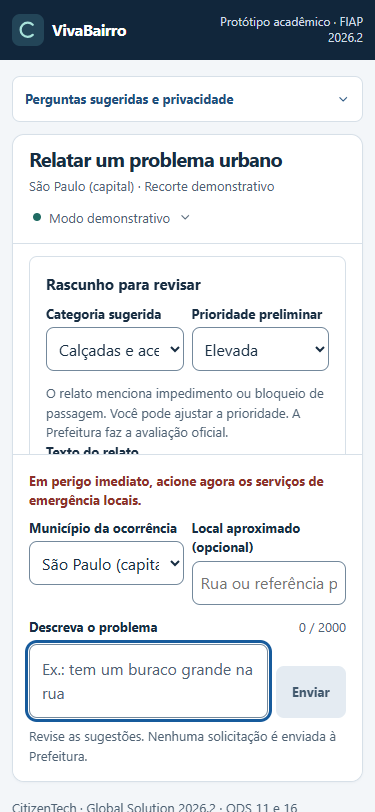 VivaBairro
Protótipo acadêmico · FIAP
2026.2
Perguntas sugeridas e privacidade
Relatar um problema urbano
São Paulo (capital) · Recorte demonstrativo
Modo demonstrativo
Rascunho para revisar
Categoria sugerida
Prioridade preliminar
Calçadas e ace
Elevada
O relato menciona impedimento ou bloqueio de
passagem. Você pode ajustar a prioridade. A
Prefeitura faz a avaliação oficial.
Texto do relato
Em perigo imediato, acione agora os serviços de
emergência locais.
Município da ocorrência
Local aproximado
(opcional)
São Paulo (capita
Rua ou referência p
Descreva o problema
0 / 2000
Ex.: tem um buraco grande na
rua
Enviar
Revise as sugestões. Nenhuma solicitação é enviada à
Prefeitura.
CitizenTech · Global Solution 2026.2 · ODS 11 e 16